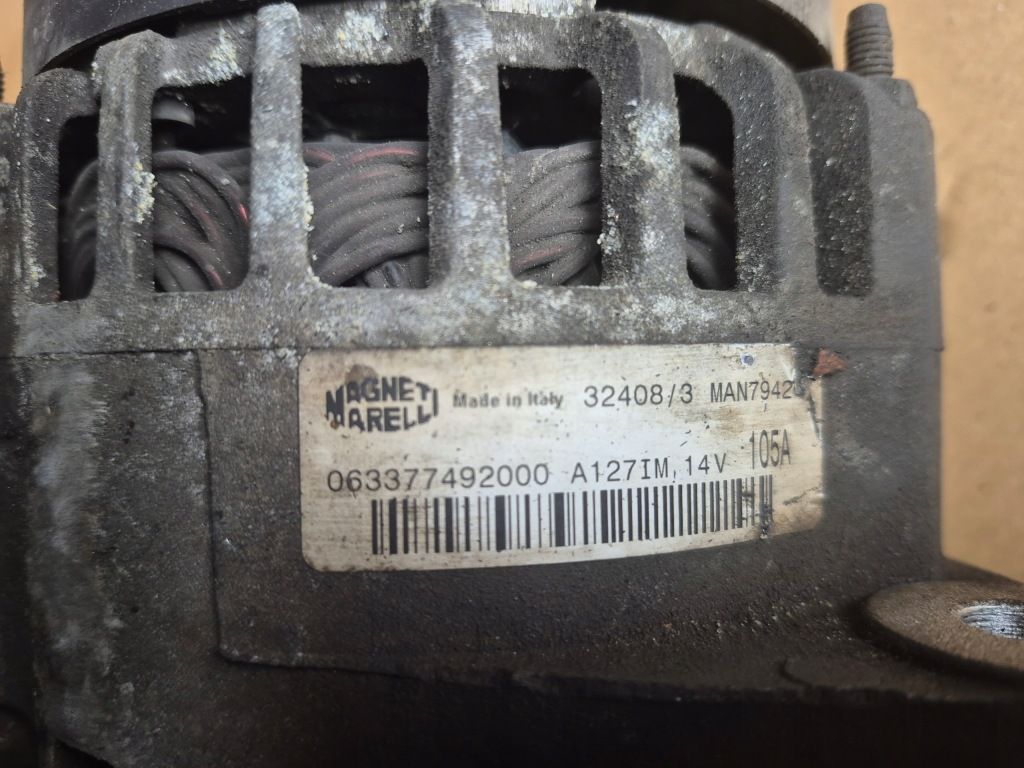 MAGNETI MARELLI Made in Italy 32408/3 MAN7942
063377492000 A127IM, 14V 105A